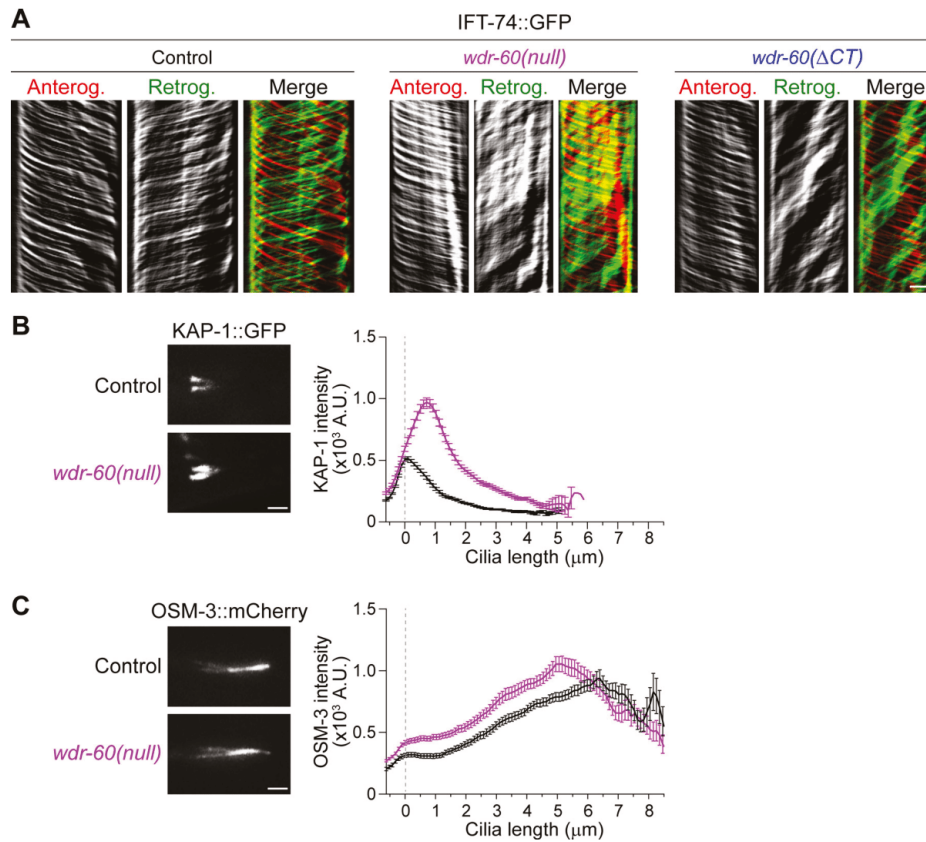 A
IFT-74::GFP
Control
wdr-60(null)
wdr-60(ΔCT)
Anterog. Retrog. Merge
Anterog. Retrog. Merge
Anterog. Retrog. Merge
B
KAP-1::GFP
Control
wdr-60(null)
KAP-1 intensity
(x10³ A.U.)
1.5
1.0
0.5
0
0 1 2 3 4 5 6 7 8
Cilia length (μm)
C
OSM-3::mCherry
Control
wdr-60(null)
OSM-3 intensity
(x10³ A.U.)
1.5
1.0
0.5
0
0 1 2 3 4 5 6 7 8
Cilia length (μm)